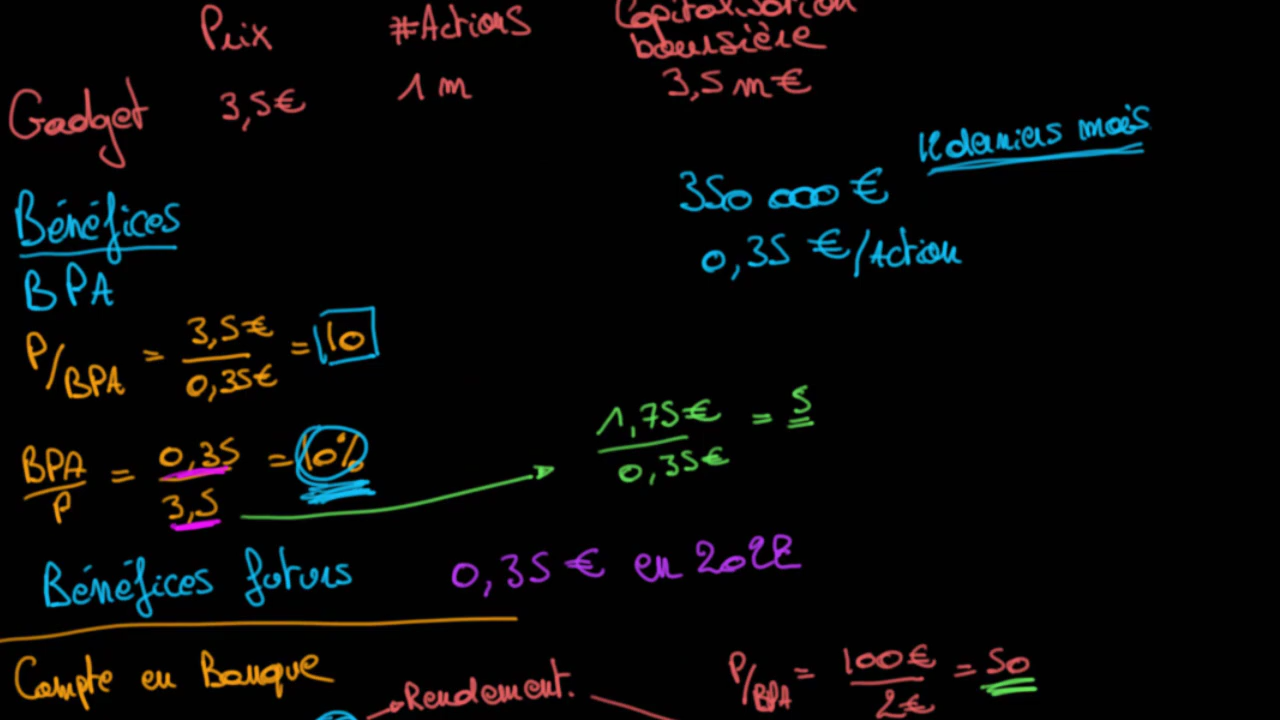 Prix #Actions Capitalisation
boursière
Gadget 3,5€ 1 m 3,5 m€
12 derniers mois
Bénéfices 350 000 €
BPA 0,35 €/Action
P/BPA = 3,5€ / 0,35€ = 10
BPA/P = 0,35 / 3,5 = 10%
1,75€ / 0,35€ = 5
Bénéfices futurs 0,35€ en 2022
Compte en Banque
Rendement.
P/BPA = 100€ / 2€ = 50